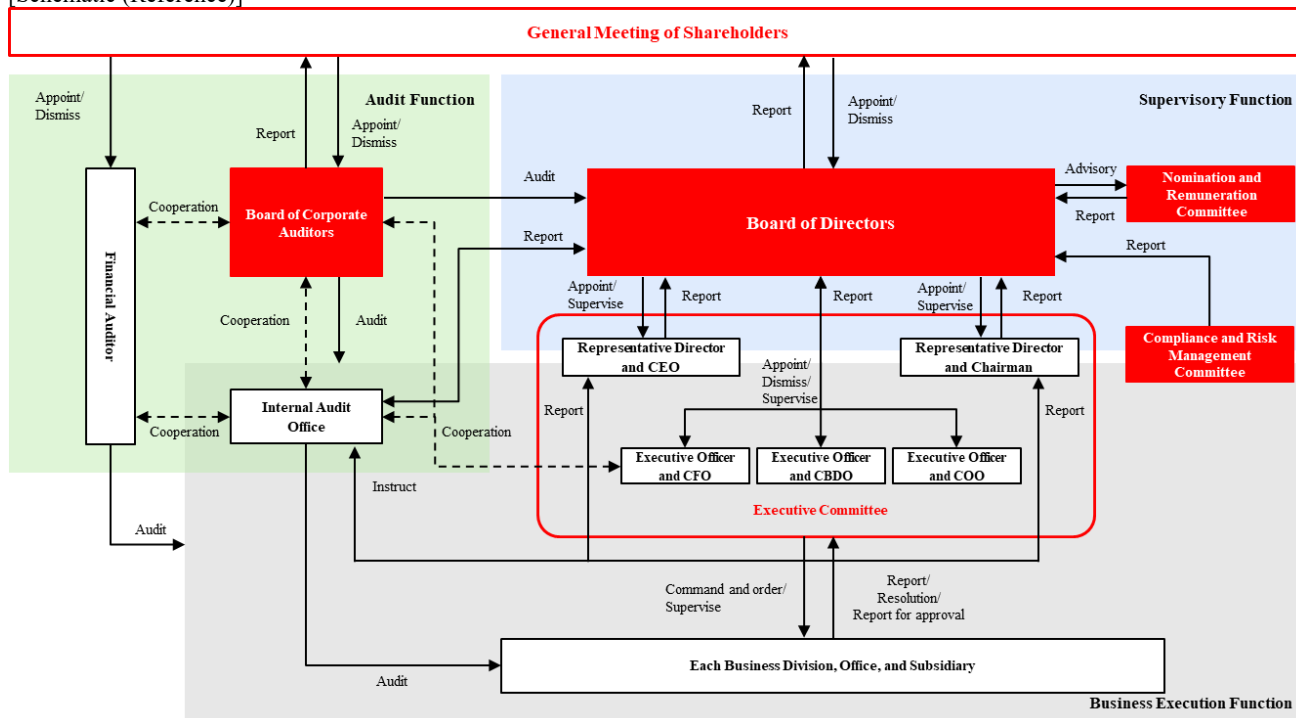 [Schematic (Reference)]
General Meeting of Shareholders
Appoint/
Dismiss
Audit Function
Report
Appoint/
Dismiss
Report
Appoint/
Dismiss
Supervisory Function
Financial Auditor
Cooperation
Board of Corporate
Auditors
Audit
Board of Directors
Advisory
Report
Nomination and
Remuneration
Committee
Report
Report
Cooperation
Audit
Appoint/
Supervise
Report
Report
Appoint/
Supervise
Report
Representative Director
and CEO
Representative Director
and Chairman
Compliance and Risk
Management
Committee
Appoint/
Dismiss/
Supervise
Internal Audit
Office
Cooperation
Cooperation
Report
Report
Executive Officer
and CFO
Executive Officer
and CBDO
Executive Officer
and COO
Executive Committee
Instruct
Audit
Command and order/
Supervise
Report/
Resolution/
Report for approval
Each Business Division, Office, and Subsidiary
Audit
Business Execution Function